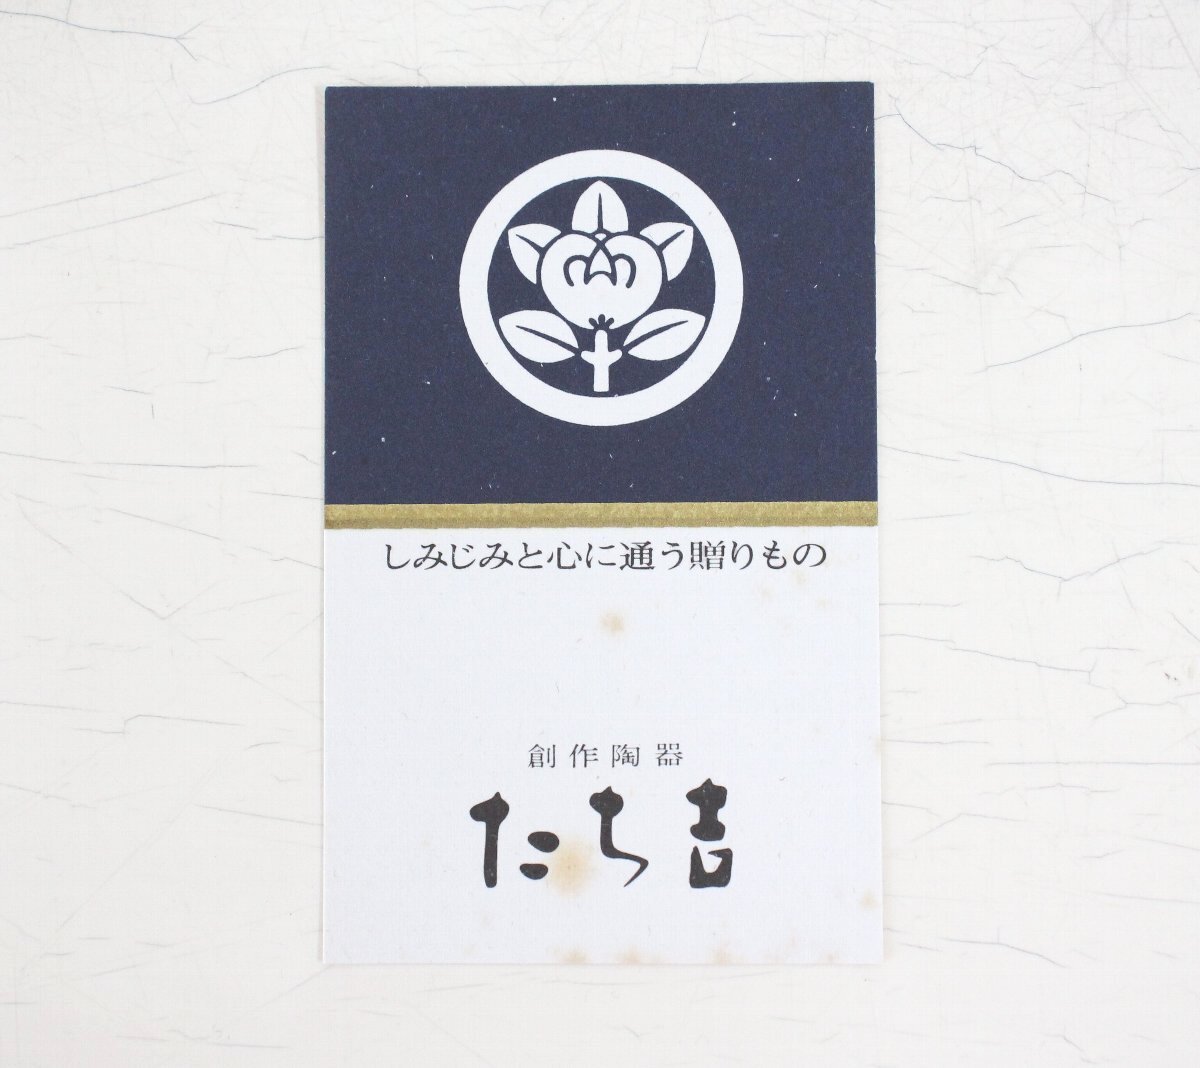 しみじみと心に通う贈りもの
創作陶器
たち吉